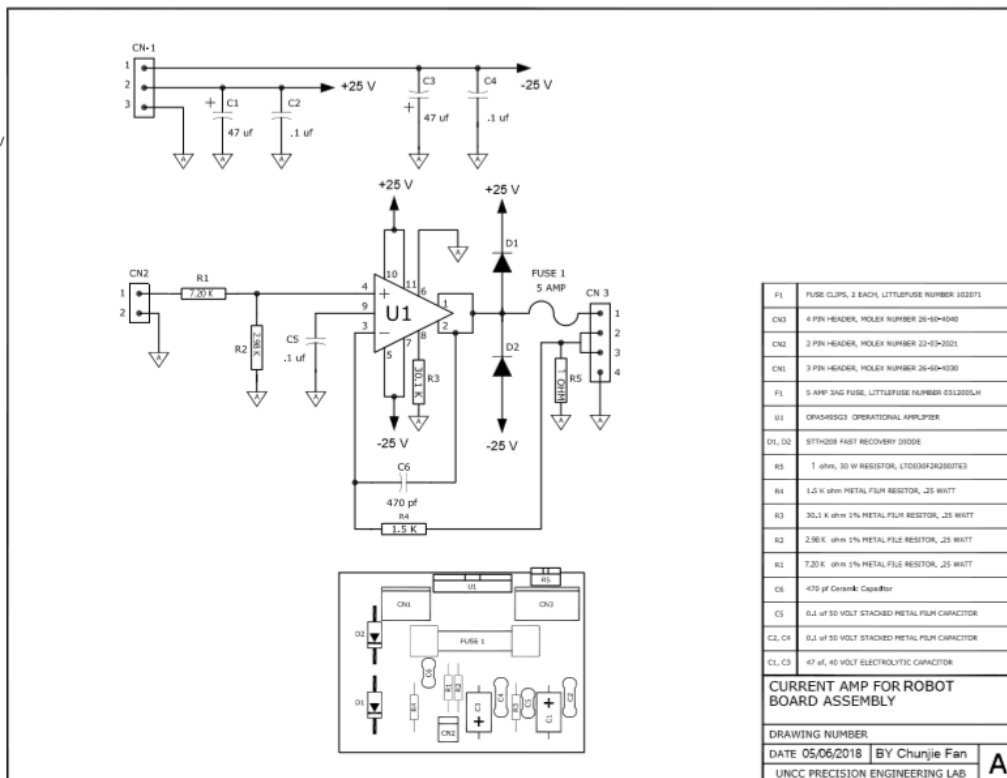 CN-1
1
2
3
+25 V
-25 V
C1
47 uf
C2
.1 uf
C3
47 uf
C4
.1 uf
+
+
A
A
A
A
A
+25 V
+25 V
CN2
1
2
A
R1
7.20 K
R2
2.98 K
A
C5
.1 uf
A
4
9
3
10
11
6
1
2
8
7
5
+
−
U1
A
R3
30.1 K
A
-25 V
D1
D2
-25 V
FUSE 1
5 AMP
CN 3
1
2
3
4
R5
1 OHM
A
A
C6
470 pf
R4
1.5 K
U1
R5
CN1
CN3
D2
FUSE 1
C6
D1
R4
R1
R2
CN2
C3
+
C4
R3
C5
C1
+
C2
F1 FUSE CLIPS, 2 EACH, LITTLEFUSE NUMBER 102071
CN3 4 PIN HEADER, MOLEX NUMBER 26-60-4040
CN2 2 PIN HEADER, MOLEX NUMBER 22-03-2021
CN1 3 PIN HEADER, MOLEX NUMBER 26-60-4030
F1 5 AMP 3AG FUSE, LITTLEFUSE NUMBER
U1 OPA549SG3 OPERATIONAL AMPLIFIER
D1, D2 STTH208 FAST RECOVERY DIODE
R5 1 ohm, 30 W RESISTOR,
R4 1.5 K ohm METAL FILM RESITOR, .25 WATT
R3 30.1 K ohm 1% METAL FILM RESITOR, .25 WATT
R2 2.98 K ohm 1% METAL FILE RESITOR, .25 WATT
R1 7.20 K ohm 1% METAL FILE RESITOR, .25 WATT
C6 470 pf Ceramic Capacitor
C5 0.1 uf 50 VOLT STACKED METAL FILM CAPACITOR
C2, C4 0.1 uf 50 VOLT STACKED METAL FILM CAPACITOR
C1, C3 47 uf, 40 VOLT ELECTROLYTIC CAPACITOR
CURRENT AMP FOR ROBOT
BOARD ASSEMBLY
DRAWING NUMBER
DATE 05/06/2018 BY Chunjie Fan
UNCC PRECISION ENGINEERING LAB
A